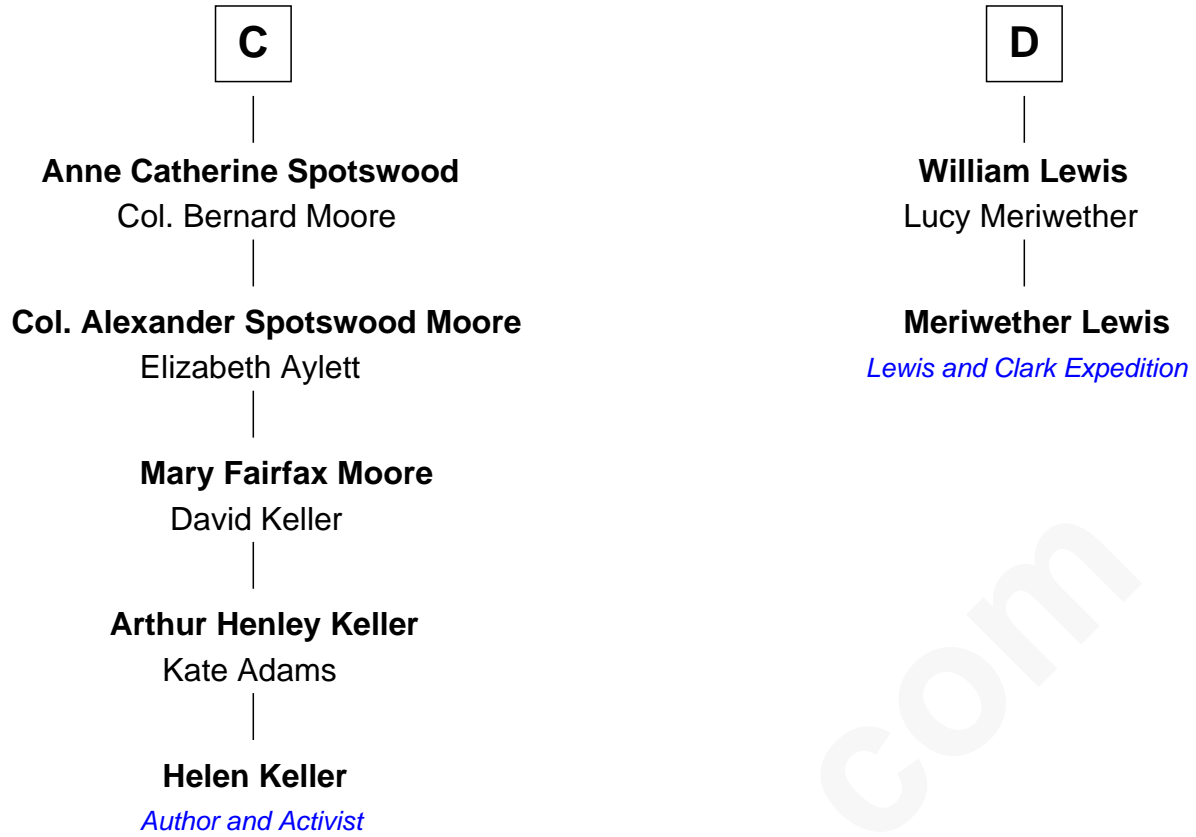 C
Anne Catherine Spotswood
Col. Bernard Moore
Col. Alexander Spotswood Moore
Elizabeth Aylett
Mary Fairfax Moore
David Keller
Arthur Henley Keller
Kate Adams
Helen Keller
Author and Activist
D
William Lewis
Lucy Meriwether
Meriwether Lewis
Lewis and Clark Expedition
com